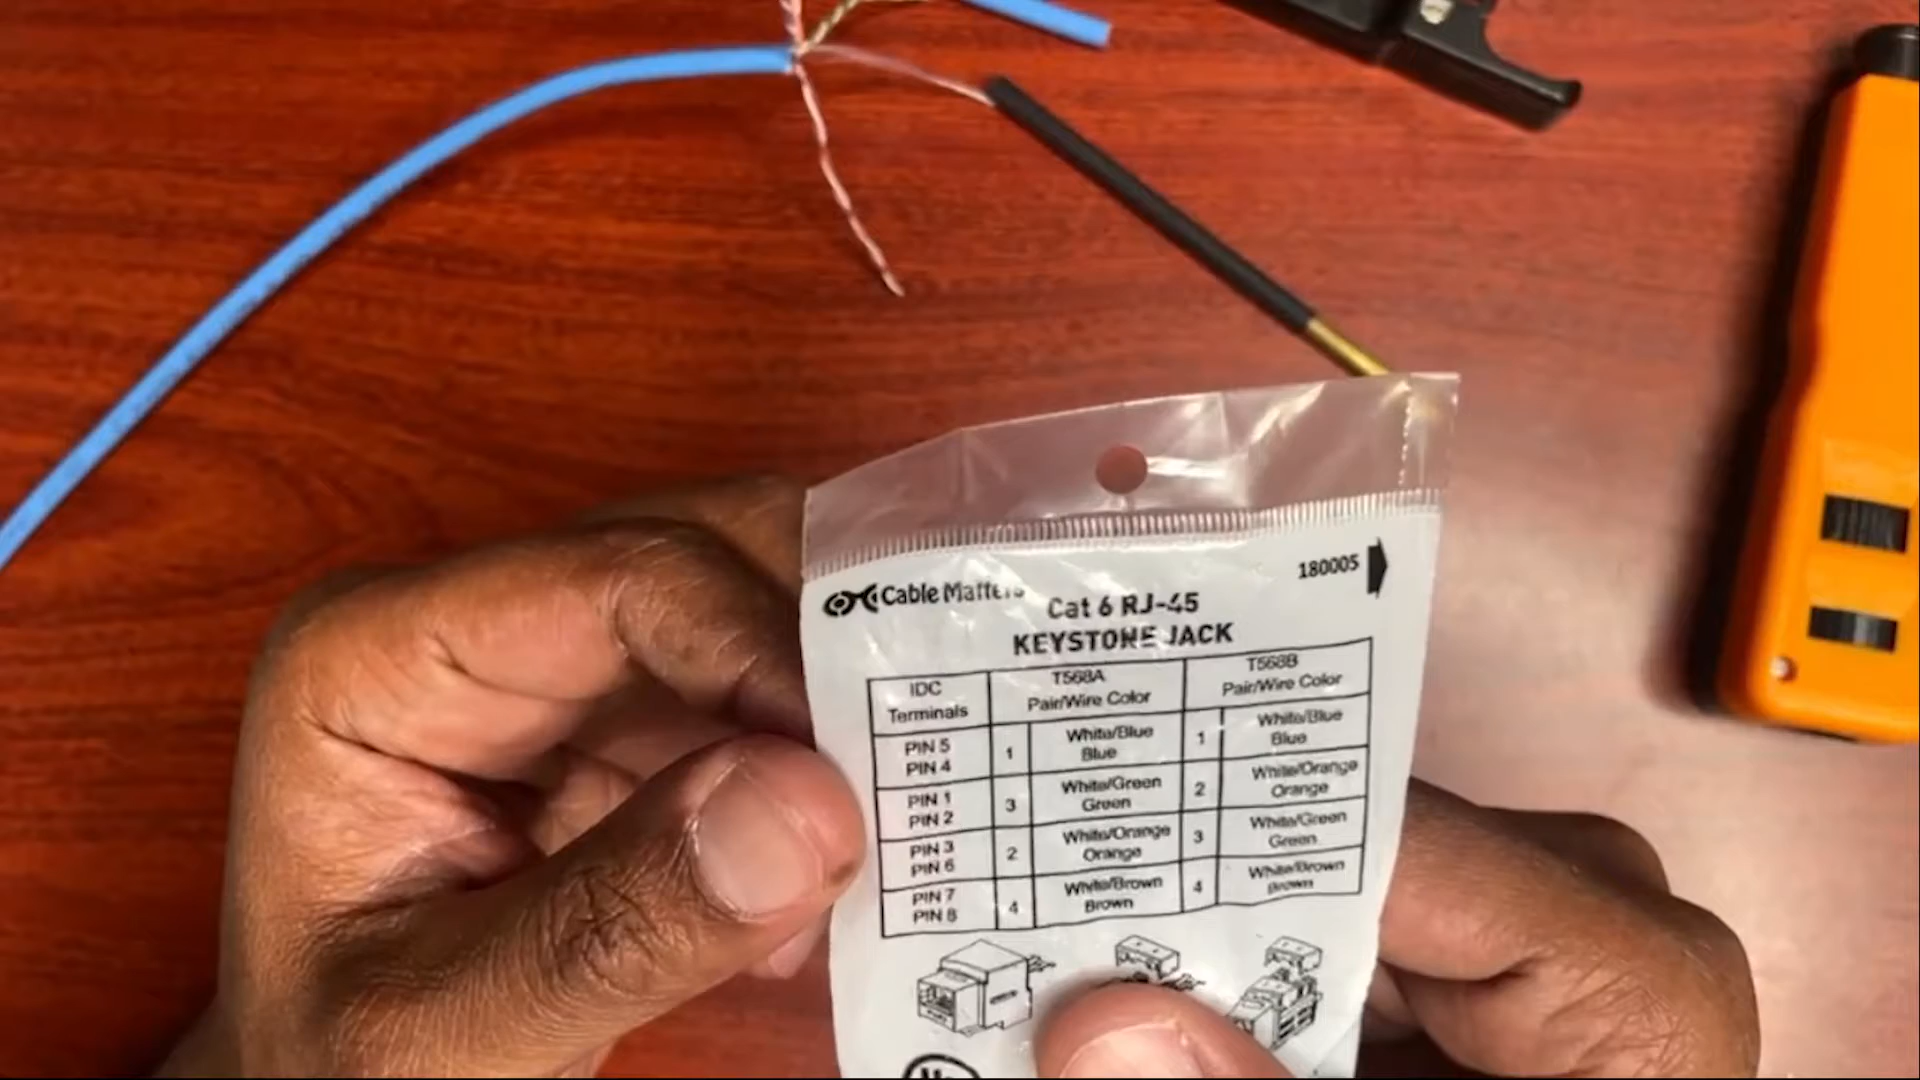 Cable Matters
180005
Cat 6 RJ-45
KEYSTONE JACK
IDC
Terminals
T568A
Pair/Wire Color
T568B
Pair/Wire Color
PIN 5
PIN 4
1
White/Blue
Blue
1
White/Blue
Blue
PIN 1
PIN 2
3
White/Green
Green
2
White/Orange
Orange
PIN 3
PIN 6
2
White/Orange
Orange
3
White/Green
Green
PIN 7
PIN 8
4
White/Brown
Brown
4
White/Brown
Brown